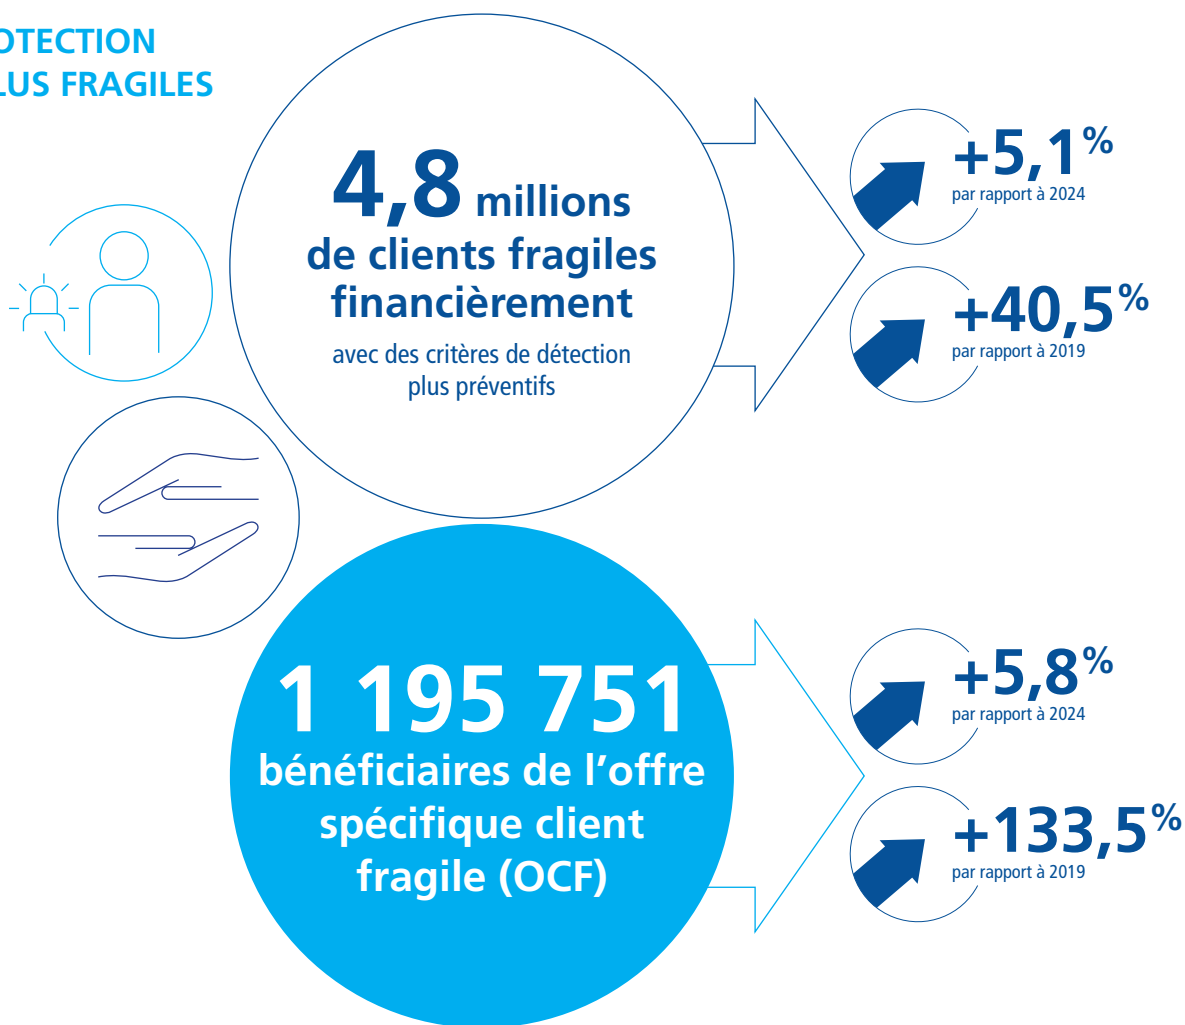 OTECTION
LUS FRAGILES
4,8 millions
de clients fragiles
financièrement
avec des critères de détection
plus préventifs
+5,1%
par rapport à 2024
+40,5%
par rapport à 2019
1 195 751
bénéficiaires de l’offre
spécifique client
fragile (OCF)
+5,8%
par rapport à 2024
+133,5%
par rapport à 2019